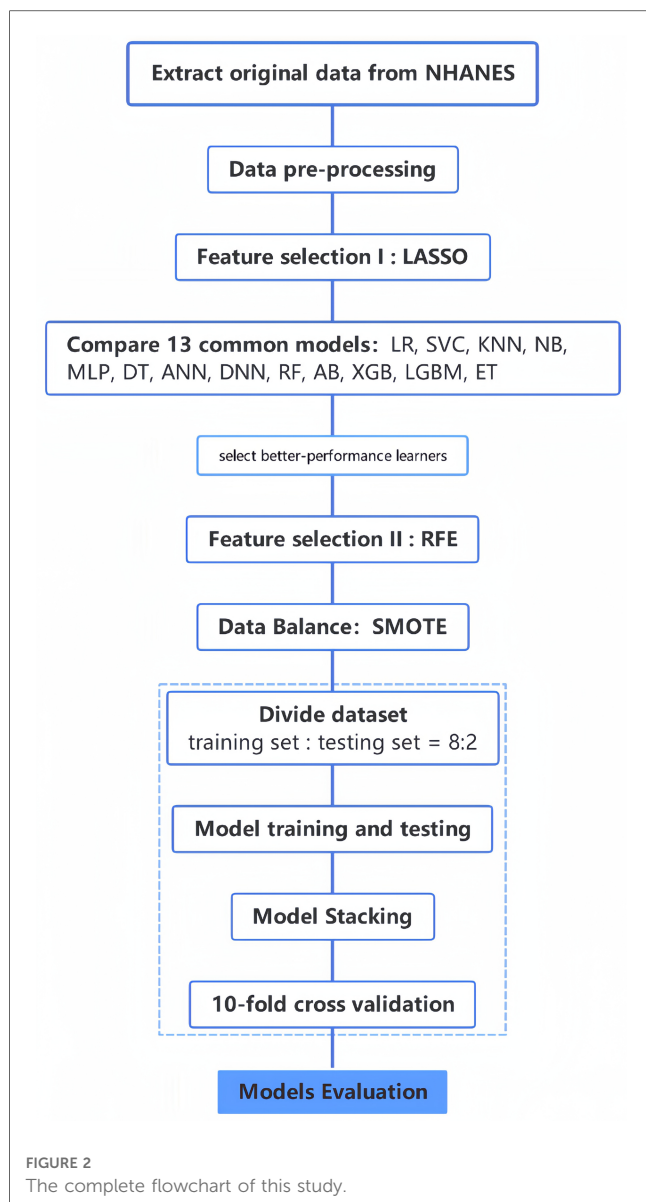 Extract original data from NHANES
Data pre-processing
Feature selection I : LASSO
Compare 13 common models: LR, SVC, KNN, NB,
MLP, DT, ANN, DNN, RF, AB, XGB, LGBM, ET
select better-performance learners
Feature selection II : RFE
Data Balance: SMOTE
Divide dataset
training set : testing set = 8:2
Model training and testing
Model Stacking
10-fold cross validation
Models Evaluation
FIGURE 2
The complete flowchart of this study.